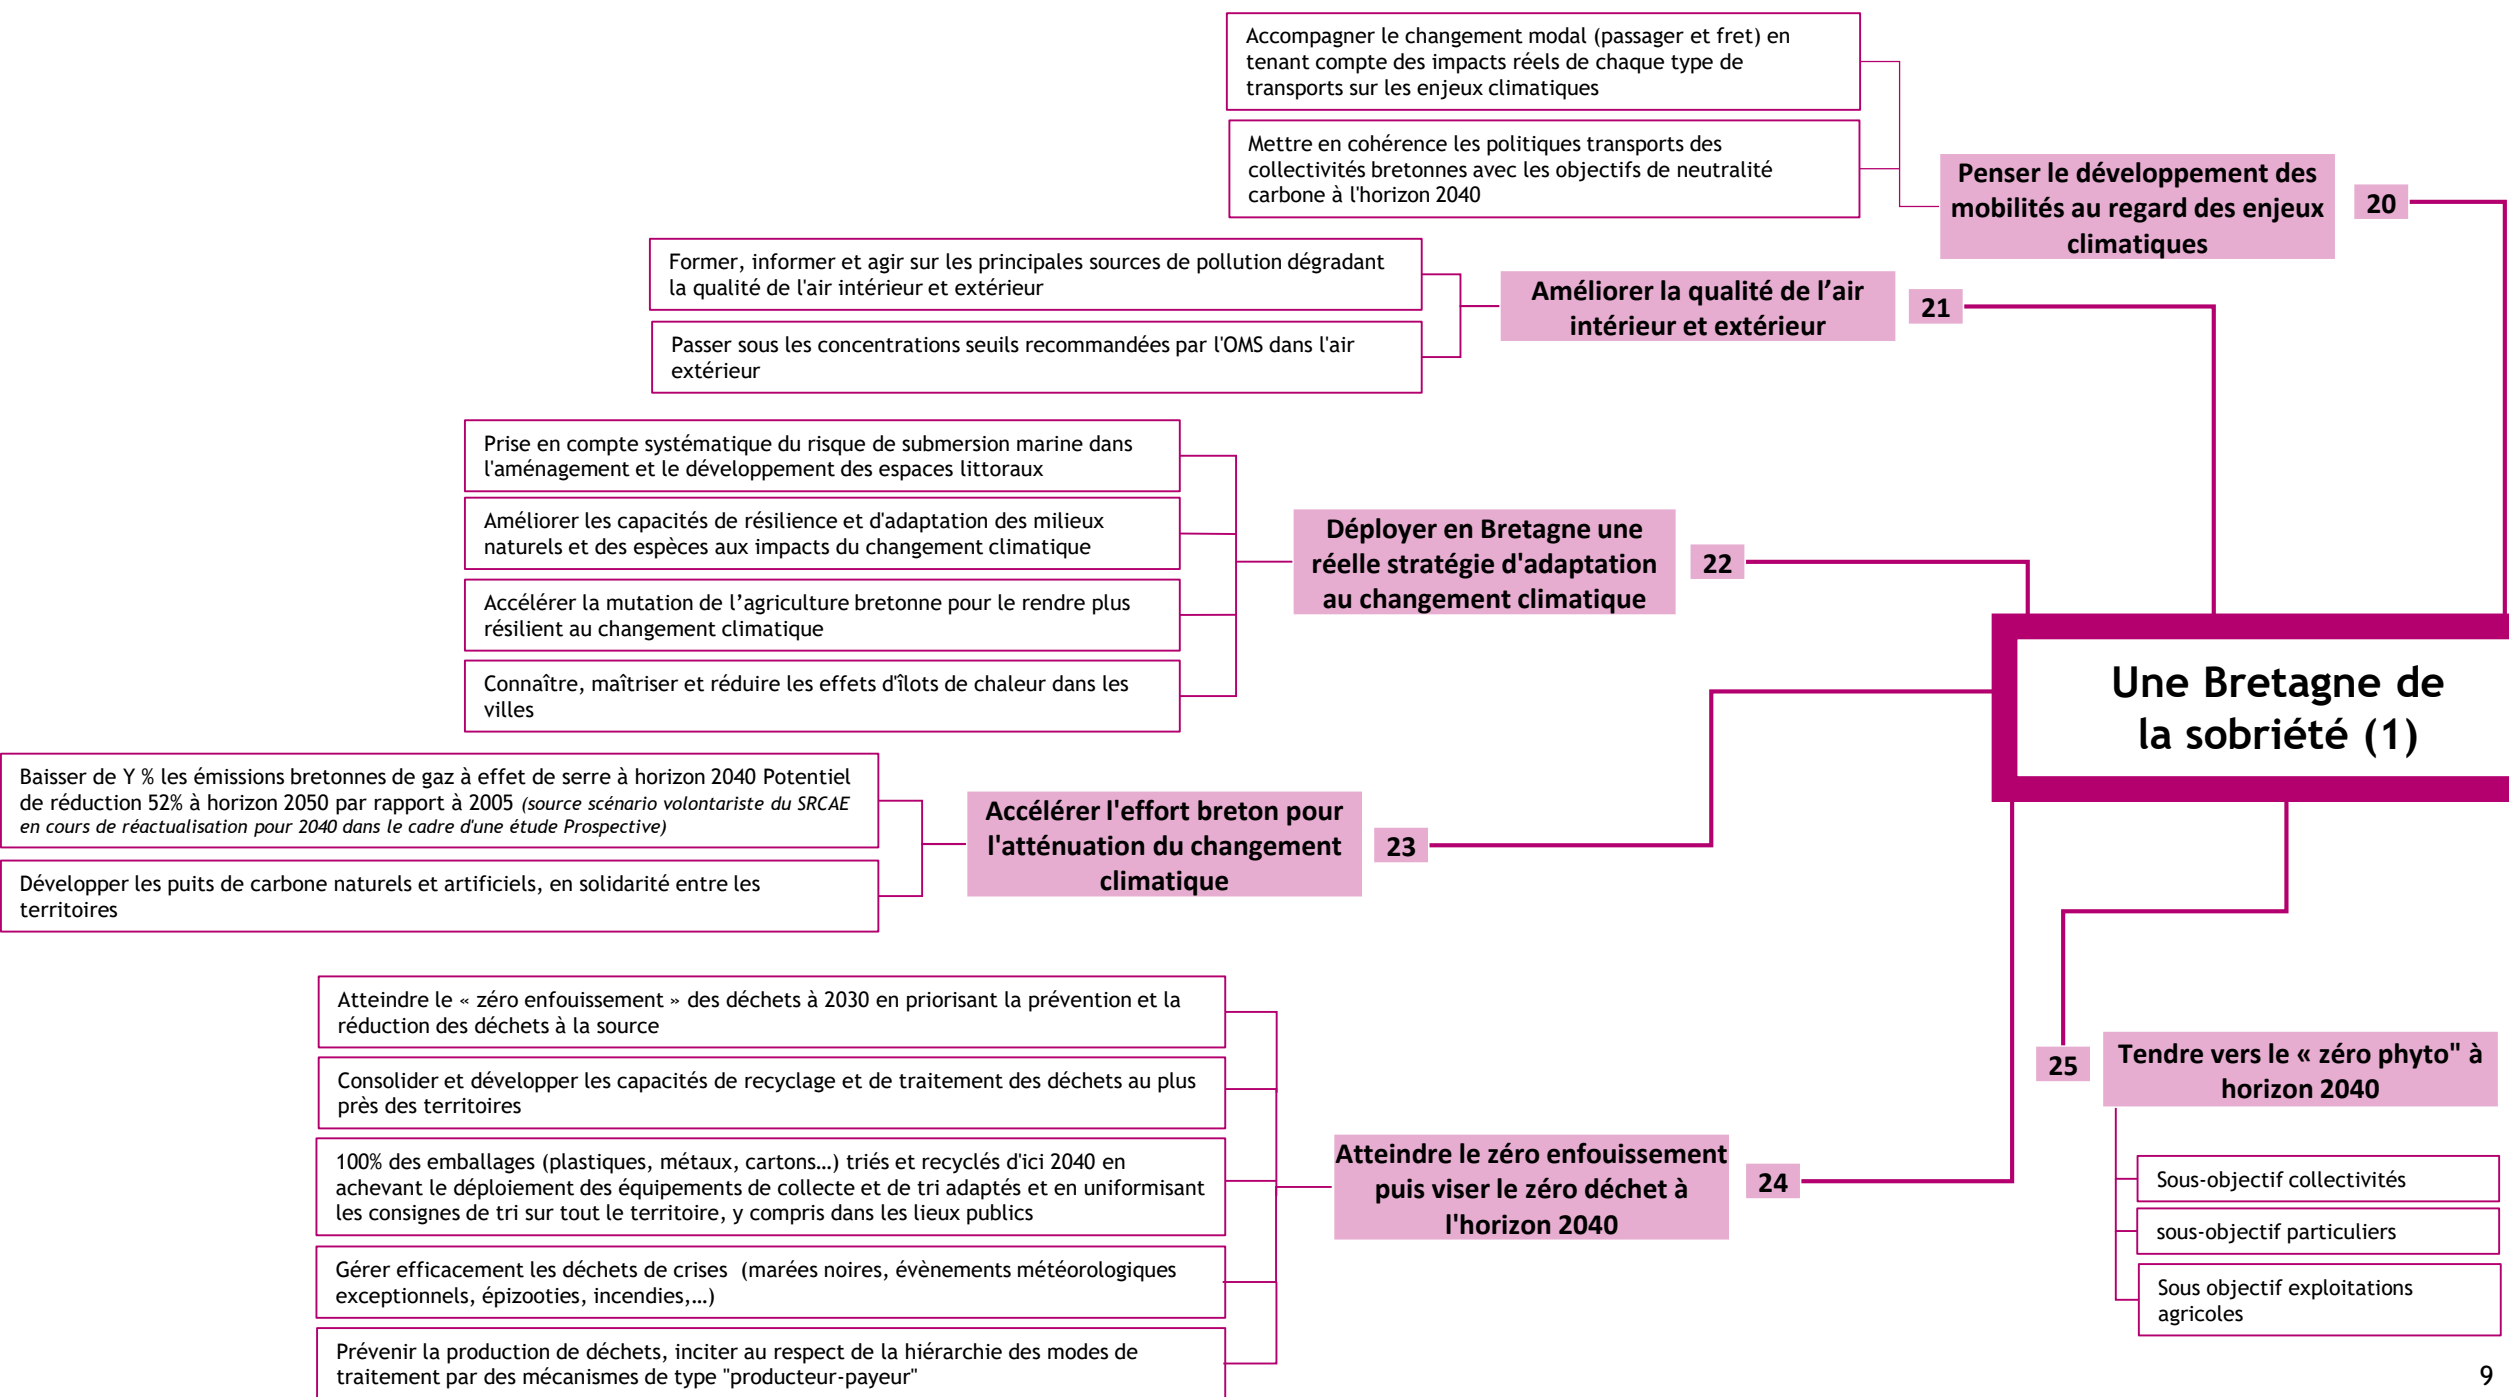 Accompagner le changement modal (passager et fret) en
tenant compte des impacts réels de chaque type de
transports sur les enjeux climatiques
Mettre en cohérence les politiques transports des
collectivités bretonnes avec les objectifs de neutralité
carbone à l'horizon 2040
Penser le développement des
mobilités au regard des enjeux
climatiques
20
Former, informer et agir sur les principales sources de pollution dégradant
la qualité de l'air intérieur et extérieur
Passer sous les concentrations seuils recommandées par l'OMS dans l'air
extérieur
Améliorer la qualité de l’air
intérieur et extérieur
21
Prise en compte systématique du risque de submersion marine dans
l'aménagement et le développement des espaces littoraux
Améliorer les capacités de résilience et d'adaptation des milieux
naturels et des espèces aux impacts du changement climatique
Accélérer la mutation de l’agriculture bretonne pour le rendre plus
résilient au changement climatique
Connaître, maîtriser et réduire les effets d'îlots de chaleur dans les
villes
Déployer en Bretagne une
réelle stratégie d'adaptation
au changement climatique
22
Une Bretagne de
la sobriété (1)
Baisser de Y % les émissions bretonnes de gaz à effet de serre à horizon 2040 Potentiel
de réduction 52% à horizon 2050 par rapport à 2005 (source scénario volontariste du SRCAE
en cours de réactualisation pour 2040 dans le cadre d'une étude Prospective)
Développer les puits de carbone naturels et artificiels, en solidarité entre les
territoires
Accélérer l'effort breton pour
l'atténuation du changement
climatique
23
Atteindre le « zéro enfouissement » des déchets à 2030 en priorisant la prévention et la
réduction des déchets à la source
Consolider et développer les capacités de recyclage et de traitement des déchets au plus
près des territoires
100% des emballages (plastiques, métaux, cartons…) triés et recyclés d'ici 2040 en
achevant le déploiement des équipements de collecte et de tri adaptés et en uniformisant
les consignes de tri sur tout le territoire, y compris dans les lieux publics
Gérer efficacement les déchets de crises  (marées noires, évènements météorologiques
exceptionnels, épizooties, incendies,…)
Prévenir la production de déchets, inciter au respect de la hiérarchie des modes de
traitement par des mécanismes de type "producteur-payeur"
Atteindre le zéro enfouissement
puis viser le zéro déchet à
l'horizon 2040
24
25
Tendre vers le « zéro phyto" à
horizon 2040
Sous-objectif collectivités
sous-objectif particuliers
Sous objectif exploitations
agricoles
9